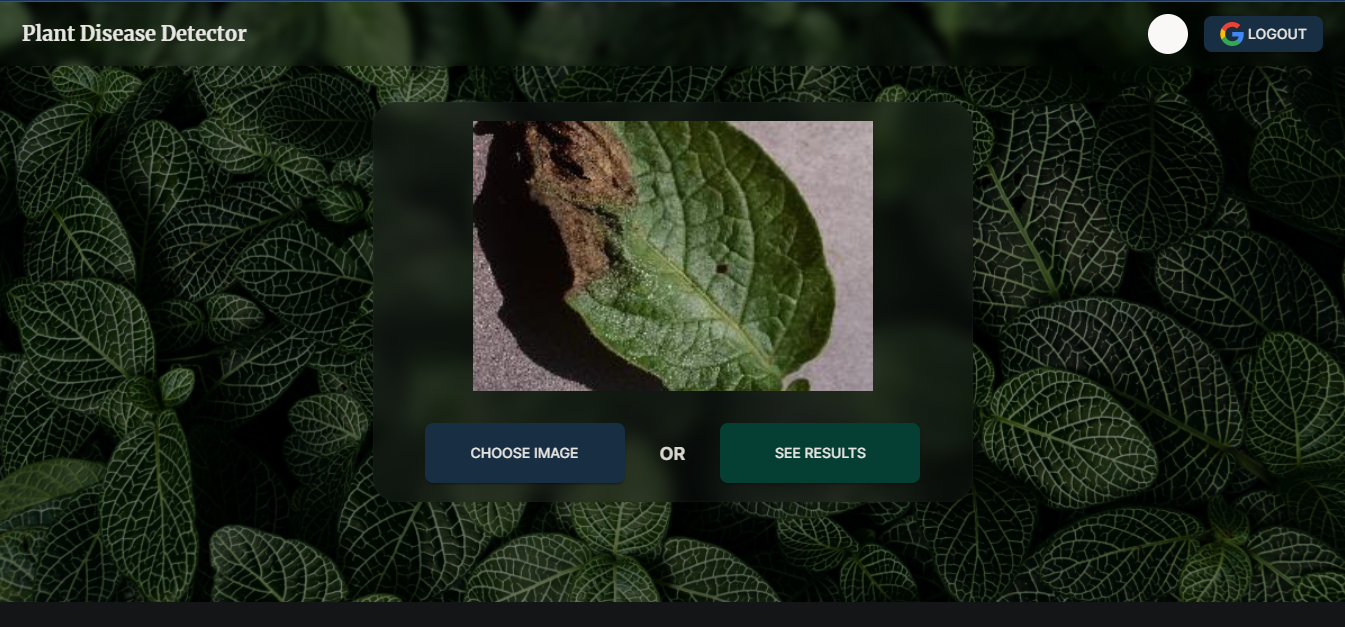 Plant Disease Detector
LOGOUT
CHOOSE IMAGE
OR
SEE RESULTS